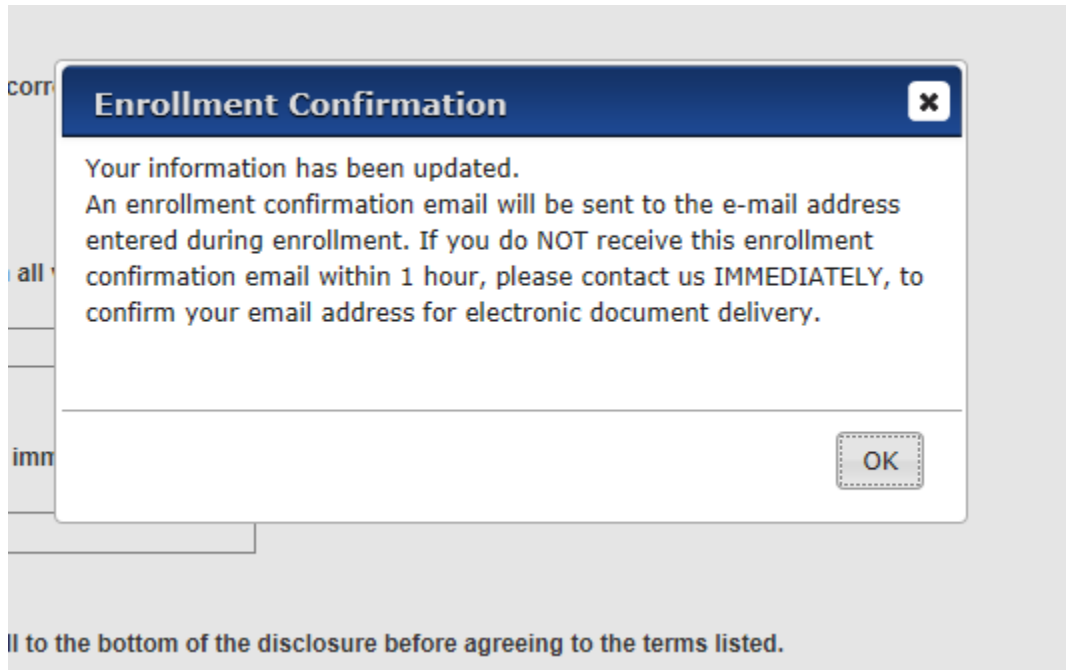 corr
Enrollment Confirmation
Your information has been updated.
An enrollment confirmation email will be sent to the e-mail address
entered during enrollment. If you do NOT receive this enrollment
all
confirmation email within 1 hour, please contact us IMMEDIATELY, to
confirm your email address for electronic document delivery.
imm
OK
ll to the bottom of the disclosure before agreeing to the terms listed.